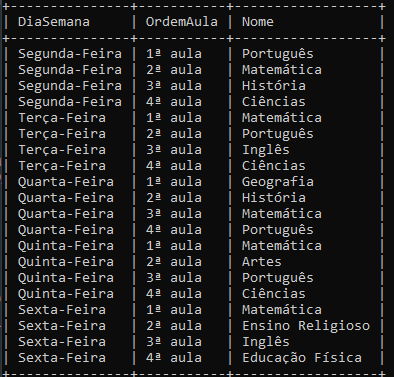 | DiaSemana | OrdemAula | Nome |
| Segunda-Feira | 1ª aula | Português |
| Segunda-Feira | 2ª aula | Matemática |
| Segunda-Feira | 3ª aula | História |
| Segunda-Feira | 4ª aula | Ciências |
| Terça-Feira | 1ª aula | Matemática |
| Terça-Feira | 2ª aula | Português |
| Terça-Feira | 3ª aula | Inglês |
| Terça-Feira | 4ª aula | Ciências |
| Quarta-Feira | 1ª aula | Geografia |
| Quarta-Feira | 2ª aula | História |
| Quarta-Feira | 3ª aula | Matemática |
| Quarta-Feira | 4ª aula | Português |
| Quinta-Feira | 1ª aula | Matemática |
| Quinta-Feira | 2ª aula | Artes |
| Quinta-Feira | 3ª aula | Português |
| Quinta-Feira | 4ª aula | Ciências |
| Sexta-Feira | 1ª aula | Matemática |
| Sexta-Feira | 2ª aula | Ensino Religioso |
| Sexta-Feira | 3ª aula | Inglês |
| Sexta-Feira | 4ª aula | Educação Física |